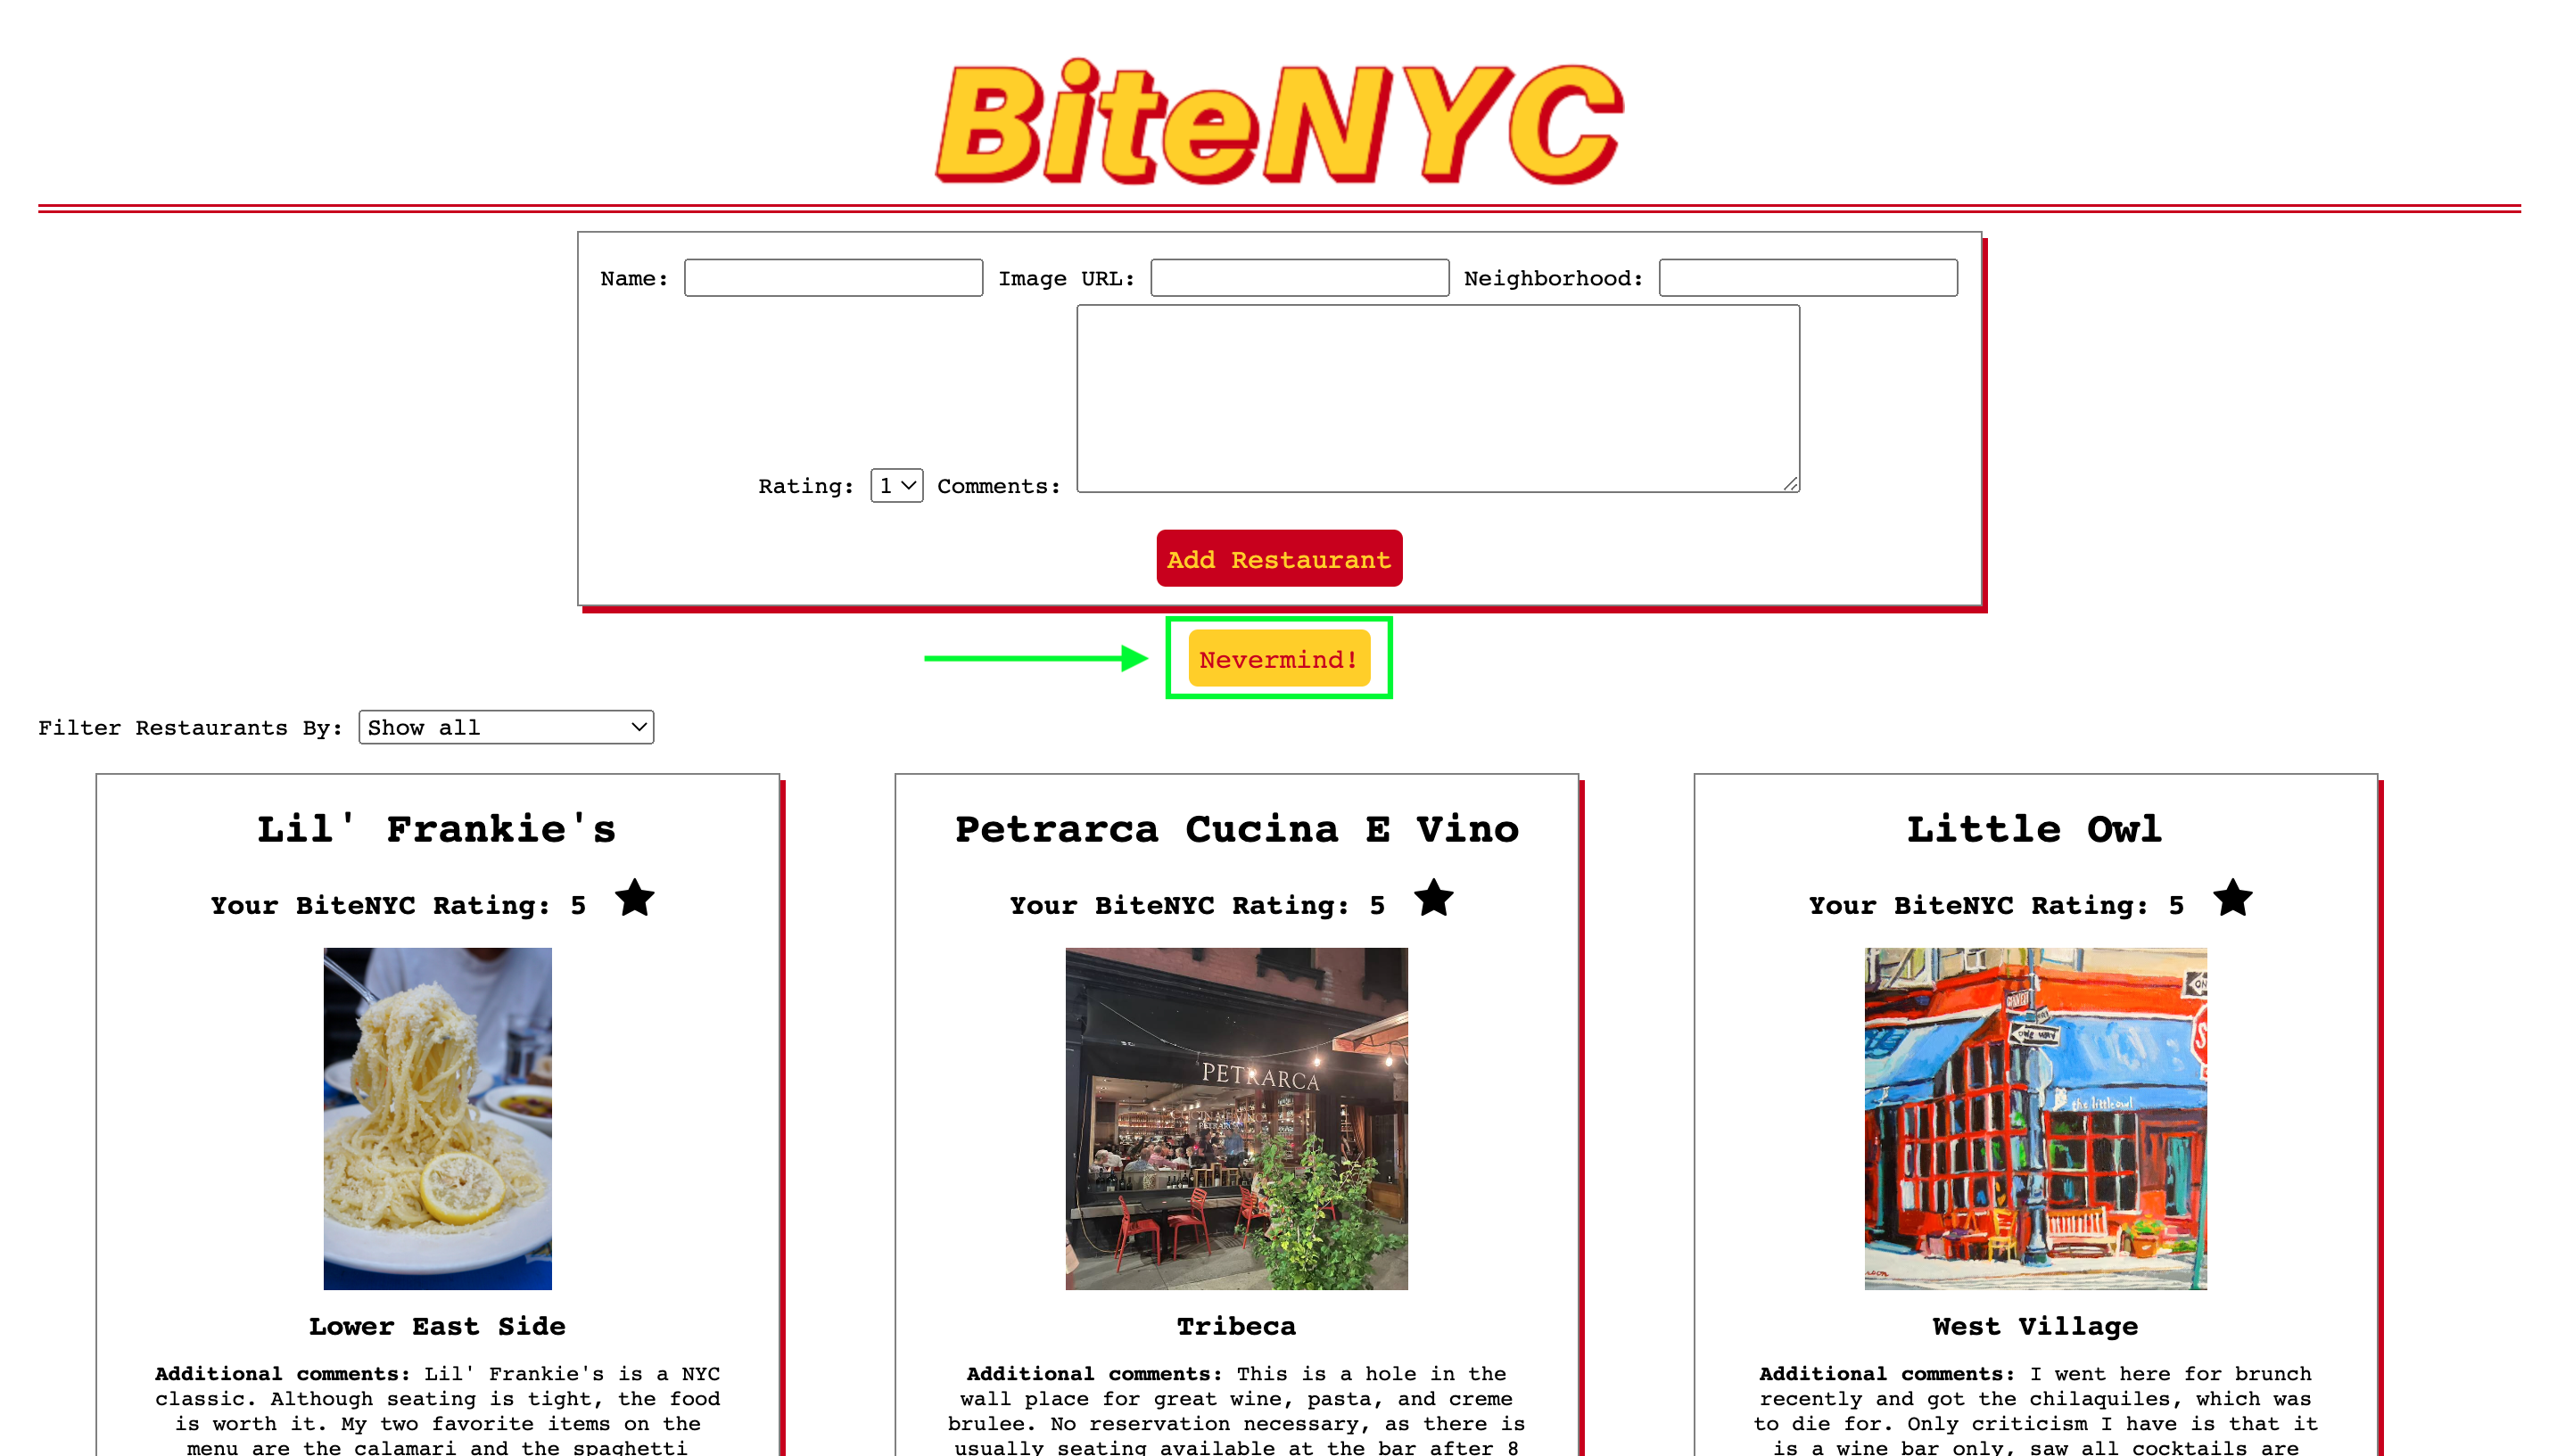 BiteNYC
Name: Image URL: Neighborhood:
Rating: 1 Comments:
Add Restaurant
Nevermind!
Filter Restaurants By: Show all
Lil' Frankie's
Your BiteNYC Rating: 5
Lower East Side
Additional comments: Lil' Frankie's is a NYC
classic. Although seating is tight, the food
is worth it. My two favorite items on the
menu are the calamari and the spaghetti
Petrarca Cucina E Vino
Your BiteNYC Rating: 5
PETRARCA
CUCINA E VINO
PETRARCA
Tribeca
Additional comments: This is a hole in the
wall place for great wine, pasta, and creme
brulee. No reservation necessary, as there is
usually seating available at the bar after 8
Little Owl
Your BiteNYC Rating: 5
ONE WAY
the little owl
West Village
Additional comments: I went here for brunch
recently and got the chilaquiles, which was
to die for. Only criticism I have is that it
is a wine bar only, saw all cocktails are